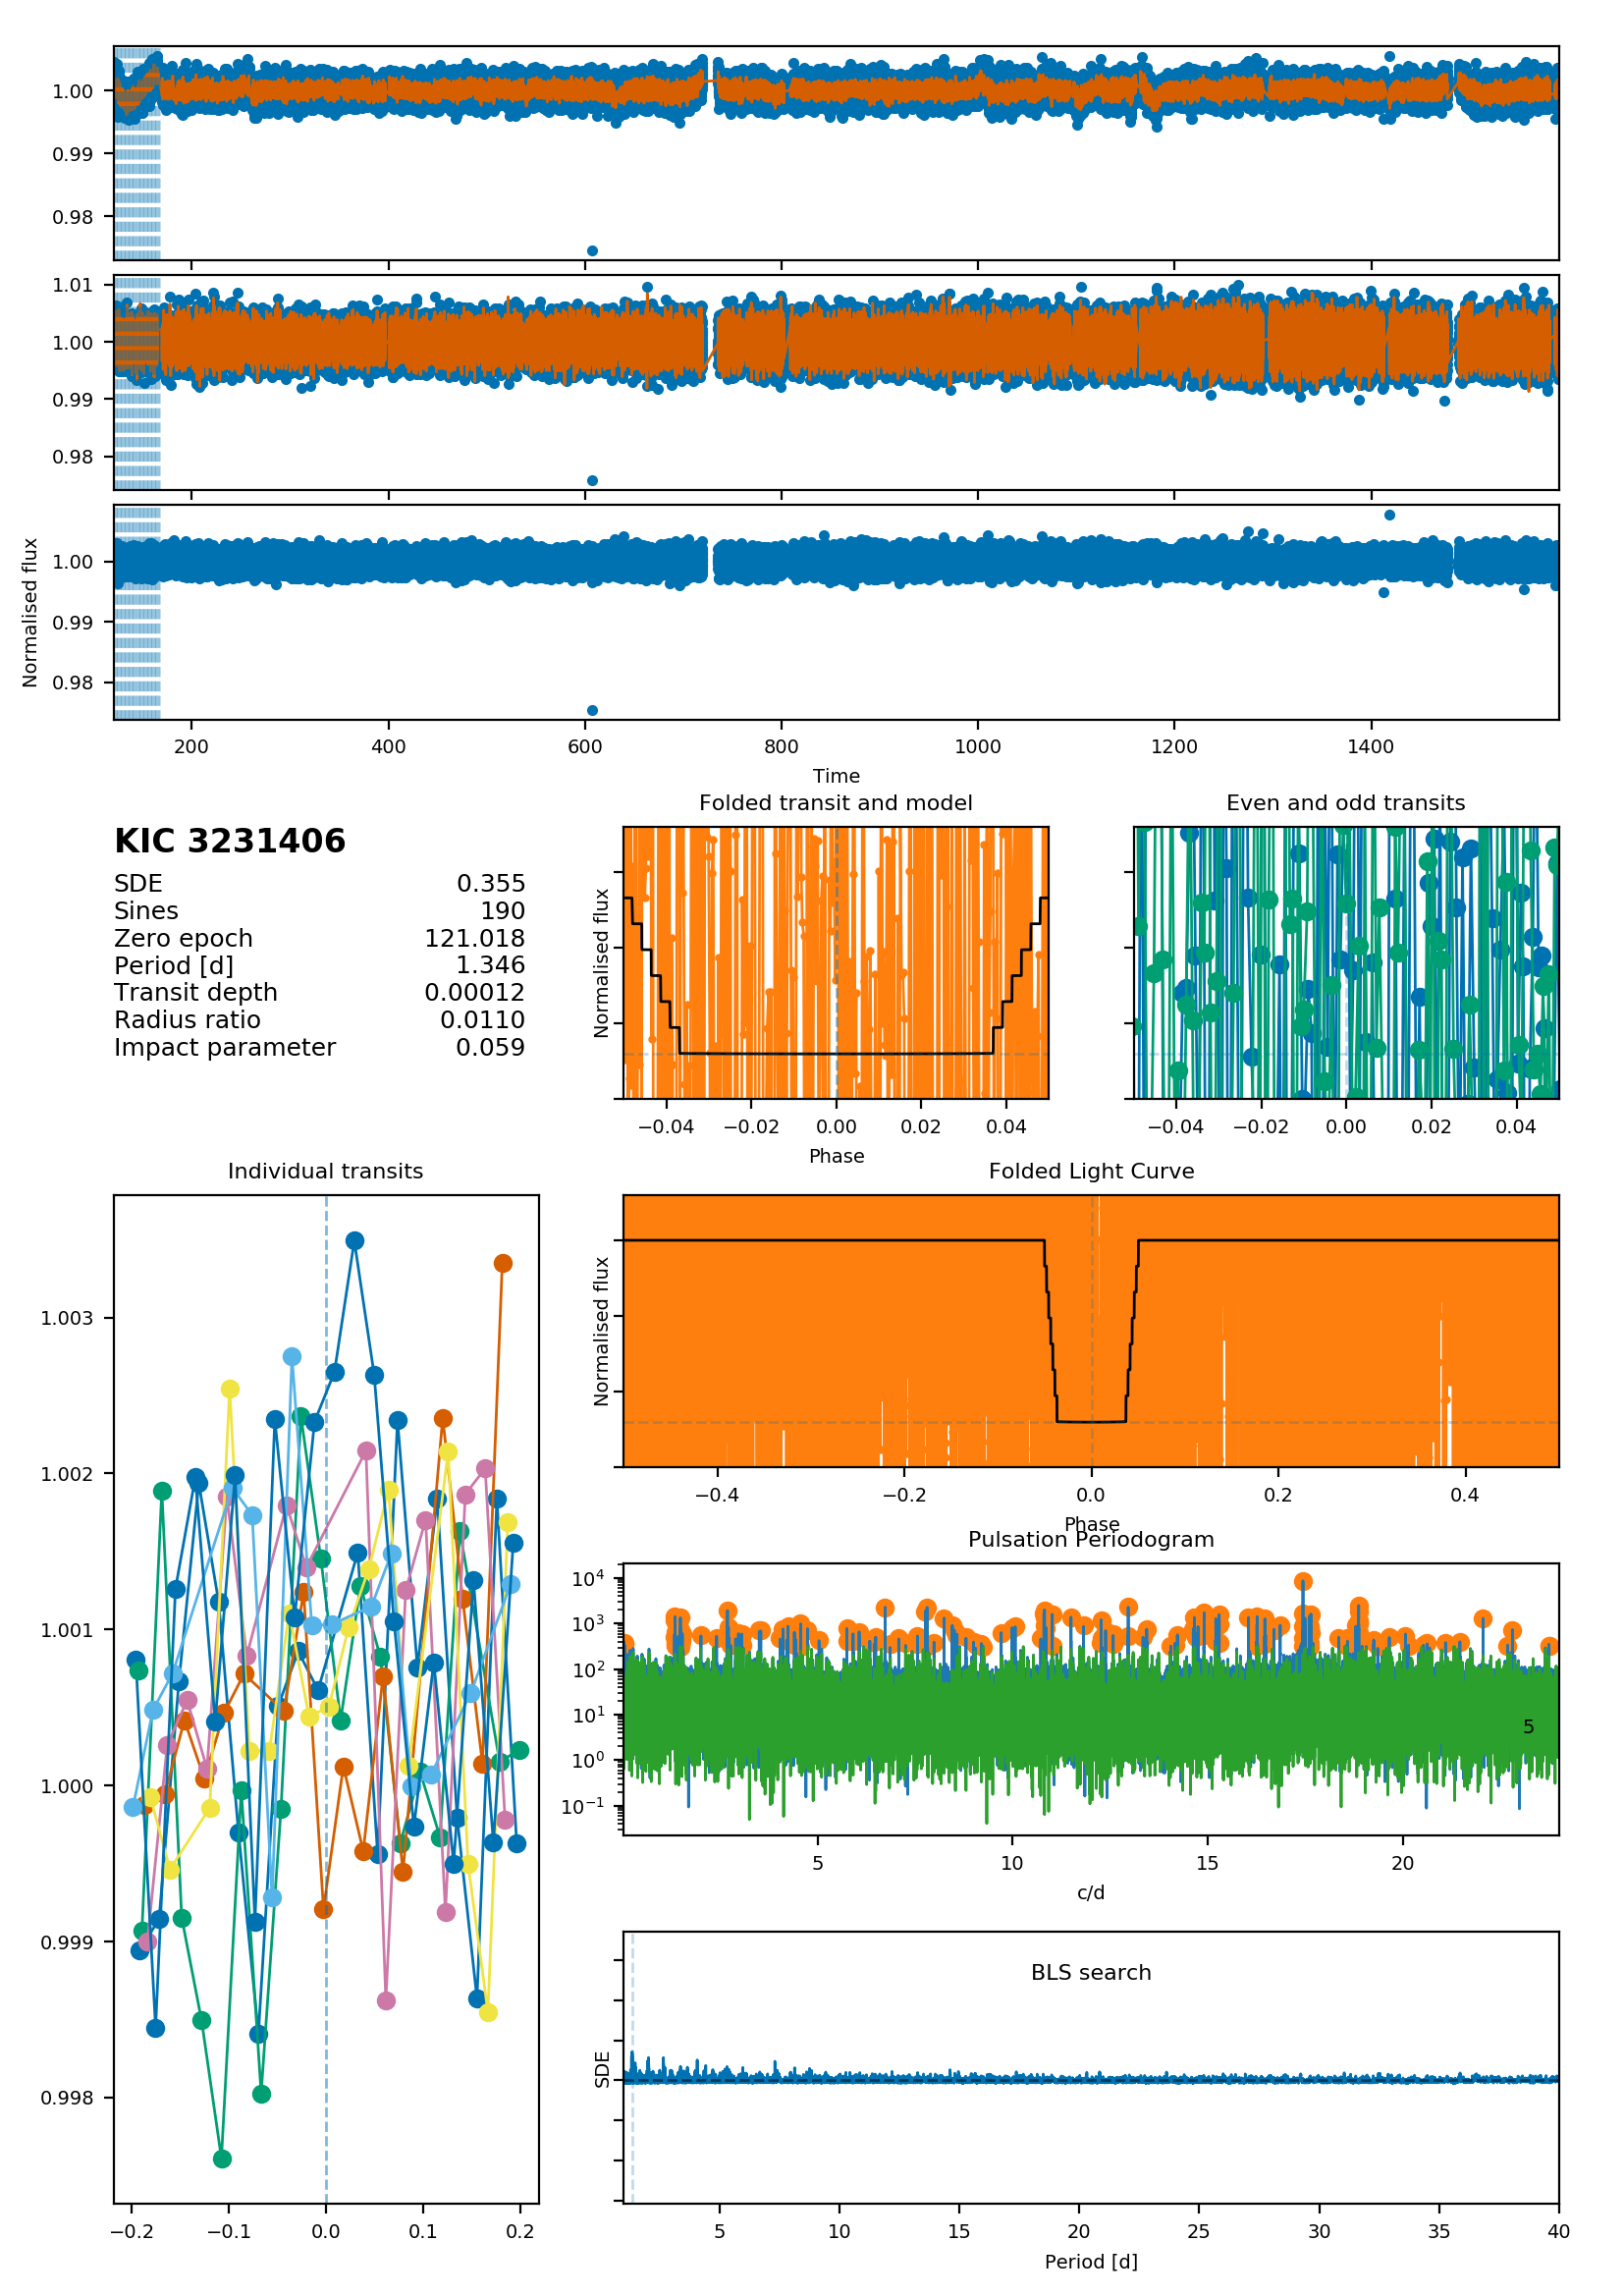 1.00
0.99
0.98
1.01
1.00
0.99
0.98
1.00
0.99
0.98
Normalised flux
200 400 600 800 1000 1200 1400
Time
KIC 3231406
SDE 0.355
Sines 190
Zero epoch 121.018
Period [d] 1.346
Transit depth 0.00012
Radius ratio 0.0110
Impact parameter 0.059
Folded transit and model
Normalised flux
−0.04 −0.02 0.00 0.02 0.04
Phase
Even and odd transits
−0.04 −0.02 0.00 0.02 0.04
Individual transits
1.003
1.002
1.001
1.000
0.999
0.998
−0.2 −0.1 0.0 0.1 0.2
Folded Light Curve
Normalised flux
−0.4 −0.2 0.0 0.2 0.4
Phase
Pulsation Periodogram
10⁴
10³
10²
10¹
10⁰
10⁻¹
5
5 10 15 20
c/d
BLS search
SDE
5 10 15 20 25 30 35 40
Period [d]